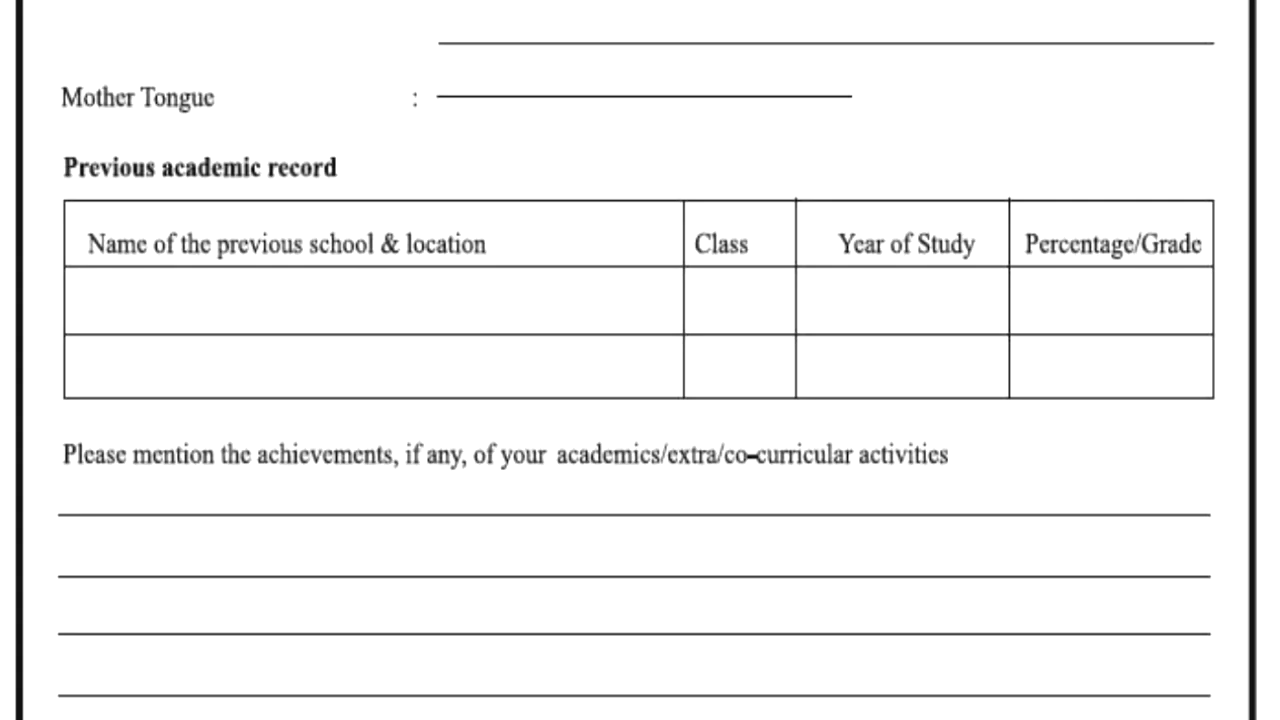 Mother Tongue :
Previous academic record
Name of the previous school & location Class Year of Study Percentage/Grade
Please mention the achievements, if any, of your academics/extra/co-curricular activities